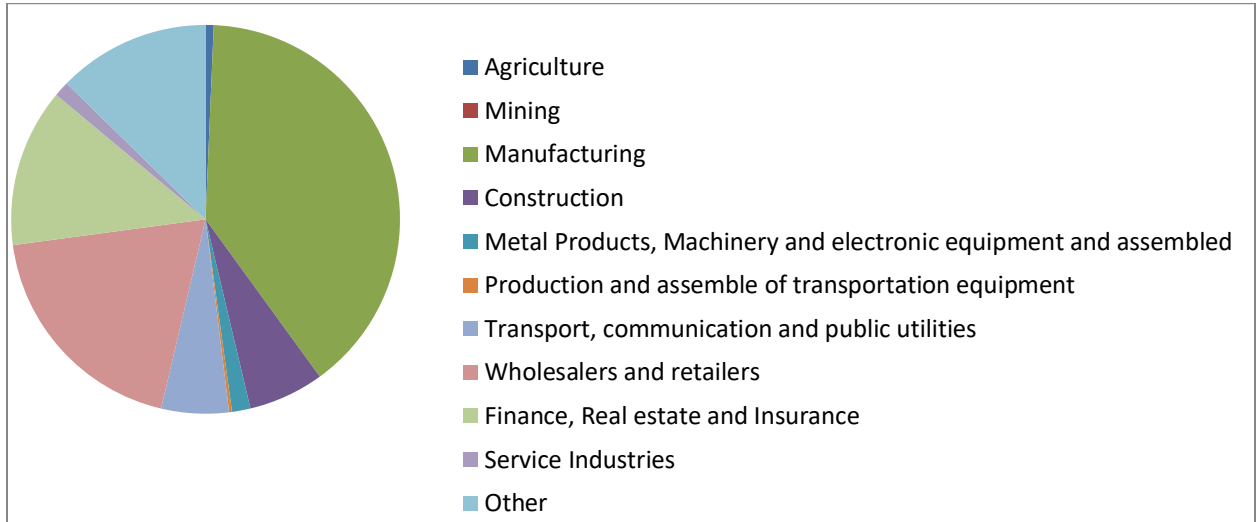 Agriculture
Mining
Manufacturing
Construction
Metal Products, Machinery and electronic equipment and assembled
Production and assemble of transportation equipment
Transport, communication and public utilities
Wholesalers and retailers
Finance, Real estate and Insurance
Service Industries
Other